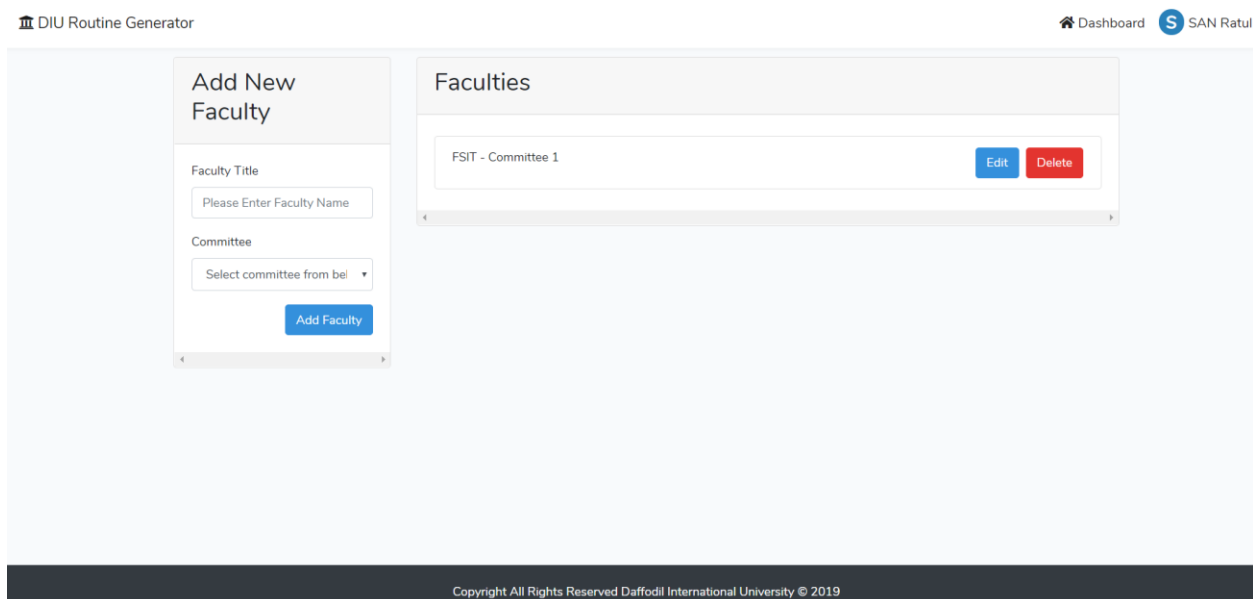 DIU Routine Generator
Dashboard
S
SAN Ratul
Add New
Faculty
Faculty Title
Please Enter Faculty Name
Committee
Select committee from bel
Add Faculty
Faculties
FSIT - Committee 1
Edit
Delete
Copyright All Rights Reserved Daffodil International University © 2019